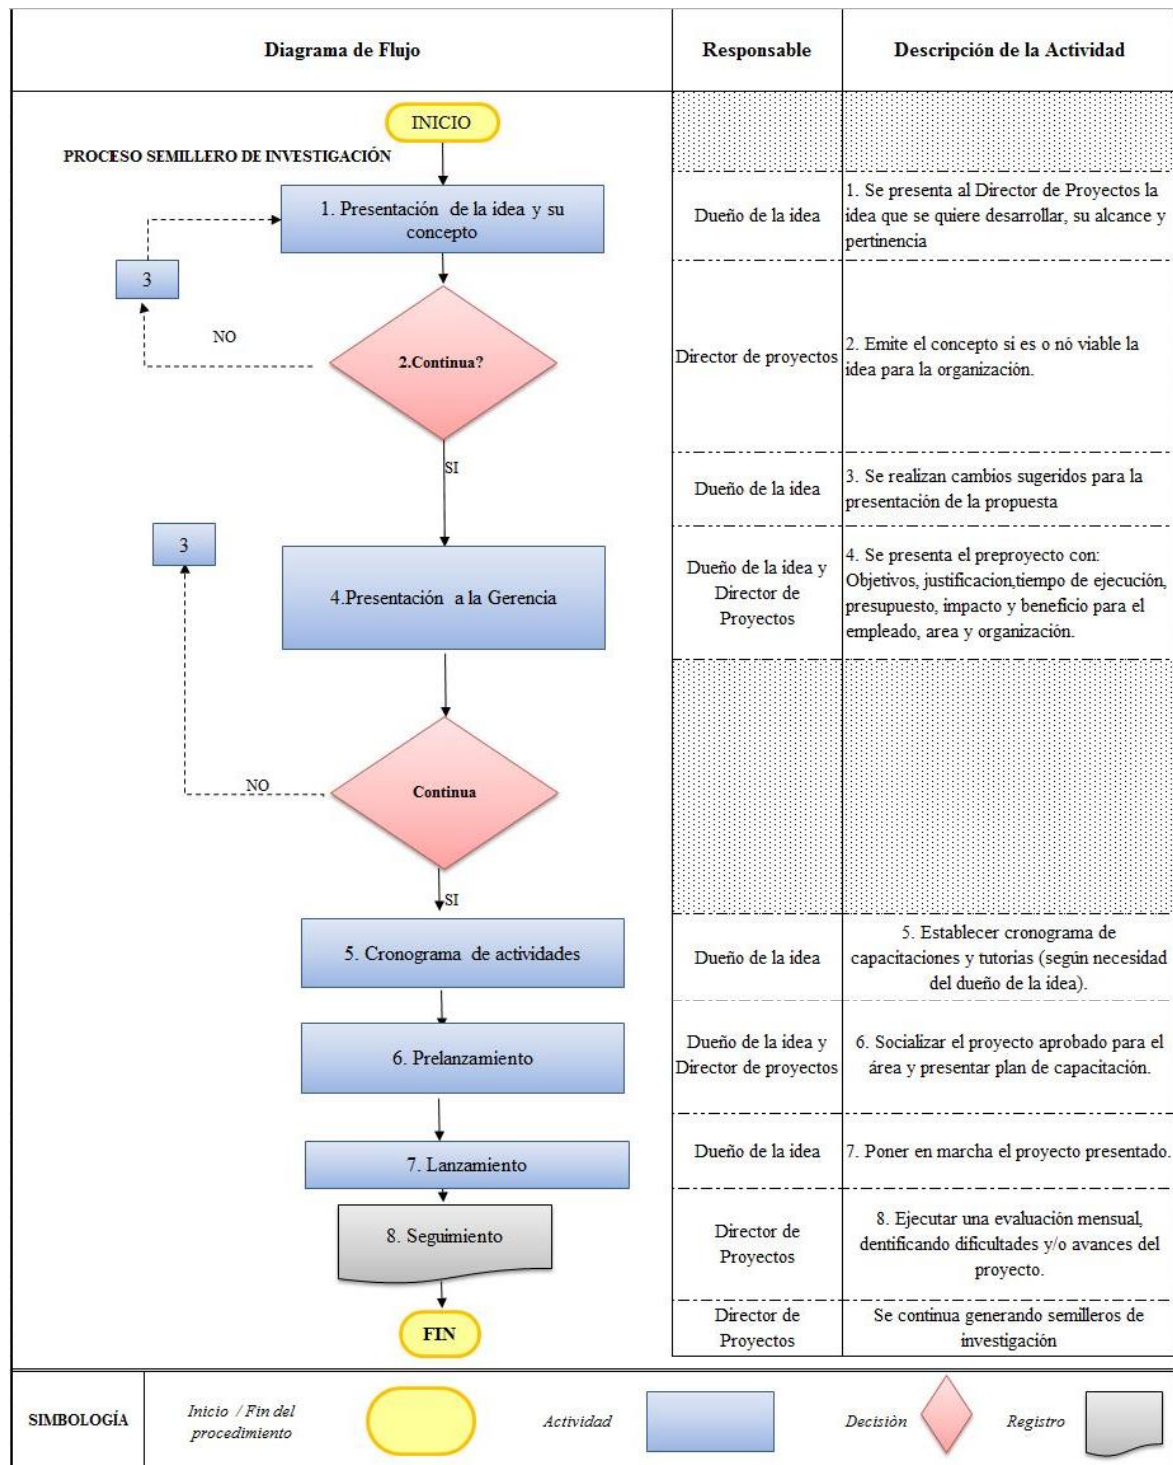 Diagrama de Flujo
Responsable
Descripción de la Actividad
INICIO
PROCESO SEMILLERO DE INVESTIGACIÓN
1. Presentación de la idea y su
concepto
Dueño de la idea
1. Se presenta al Director de Proyectos la
idea que se quiere desarrollar, su alcance y
pertinencia
3
NO
2.Continua?
Director de proyectos
2. Emite el concepto si es o nó viable la
idea para la organización.
SI
Dueño de la idea
3. Se realizan cambios sugeridos para la
presentación de la propuesta
3
4.Presentación a la Gerencia
Dueño de la idea y
Director de
Proyectos
4. Se presenta el preproyecto con:
Objetivos, justificacion,tiempo de ejecución,
presupuesto, impacto y beneficio para el
empleado, area y organización.
NO
Continua
SI
5. Cronograma de actividades
Dueño de la idea
5. Establecer cronograma de
capacitaciones y tutorias (según necesidad
del dueño de la idea).
6. Prelanzamiento
Dueño de la idea y
Director de proyectos
6. Socializar el proyecto aprobado para el
área y presentar plan de capacitación.
7. Lanzamiento
Dueño de la idea
7. Poner en marcha el proyecto presentado.
8. Seguimiento
Director de
Proyectos
8. Ejecutar una evaluación mensual,
dentificando dificultades y/o avances del
proyecto.
FIN
Director de
Proyectos
Se continua generando semilleros de
investigación
SIMBOLOGÍA
Inicio / Fin del
procedimiento
Actividad
Decisiòn
Registro